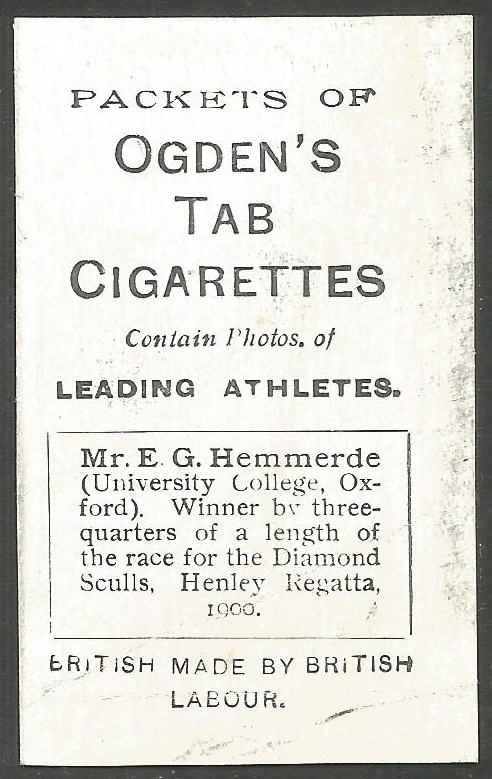 PACKETS OF
OGDEN'S
TAB
CIGARETTES
Contain Photos. of
LEADING ATHLETES.
Mr. E. G. Hemmerde
(University College, Ox-
ford). Winner by three-
quarters of a length of
the race for the Diamond
Sculls, Henley Regatta,
1900.
BRITISH MADE BY BRITISH
LABOUR.